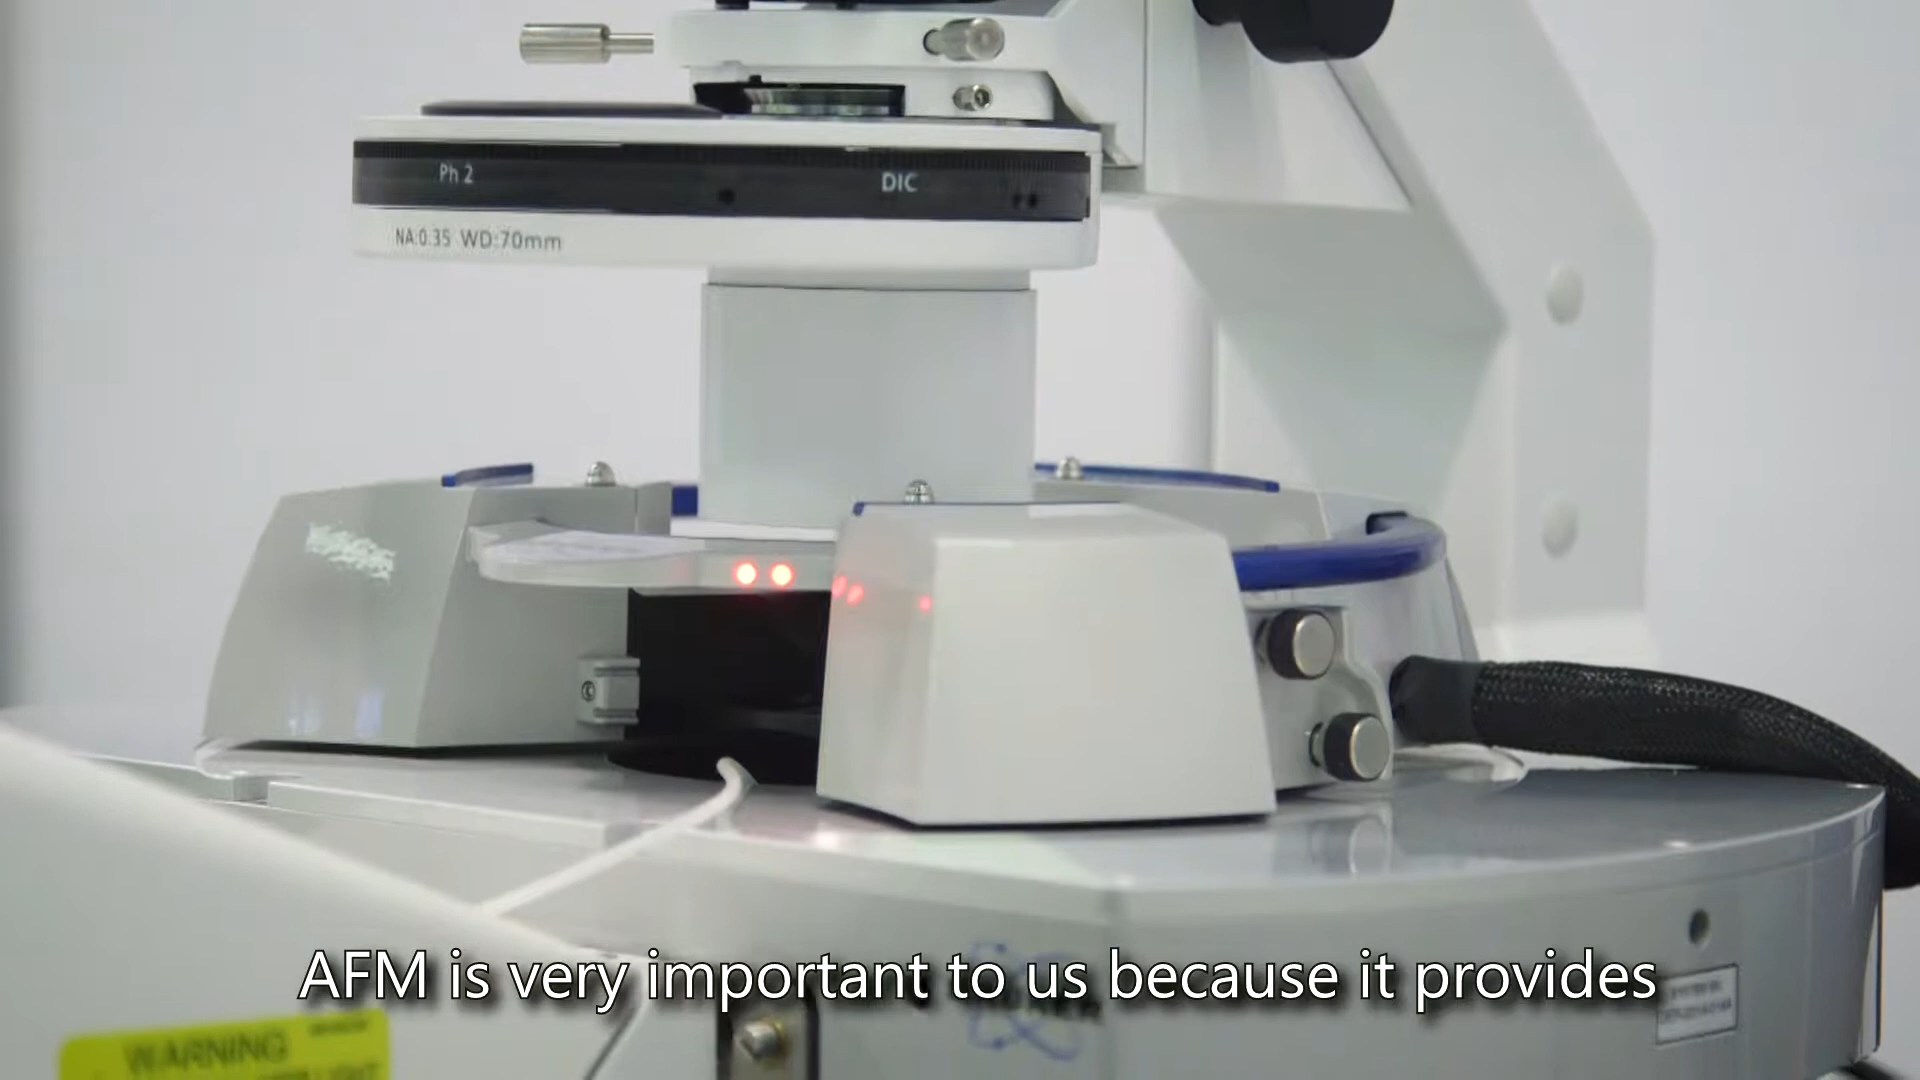 Ph 2
DIC
NA:0.35 WD:70mm
AFM is very important to us because it provides
WARNING